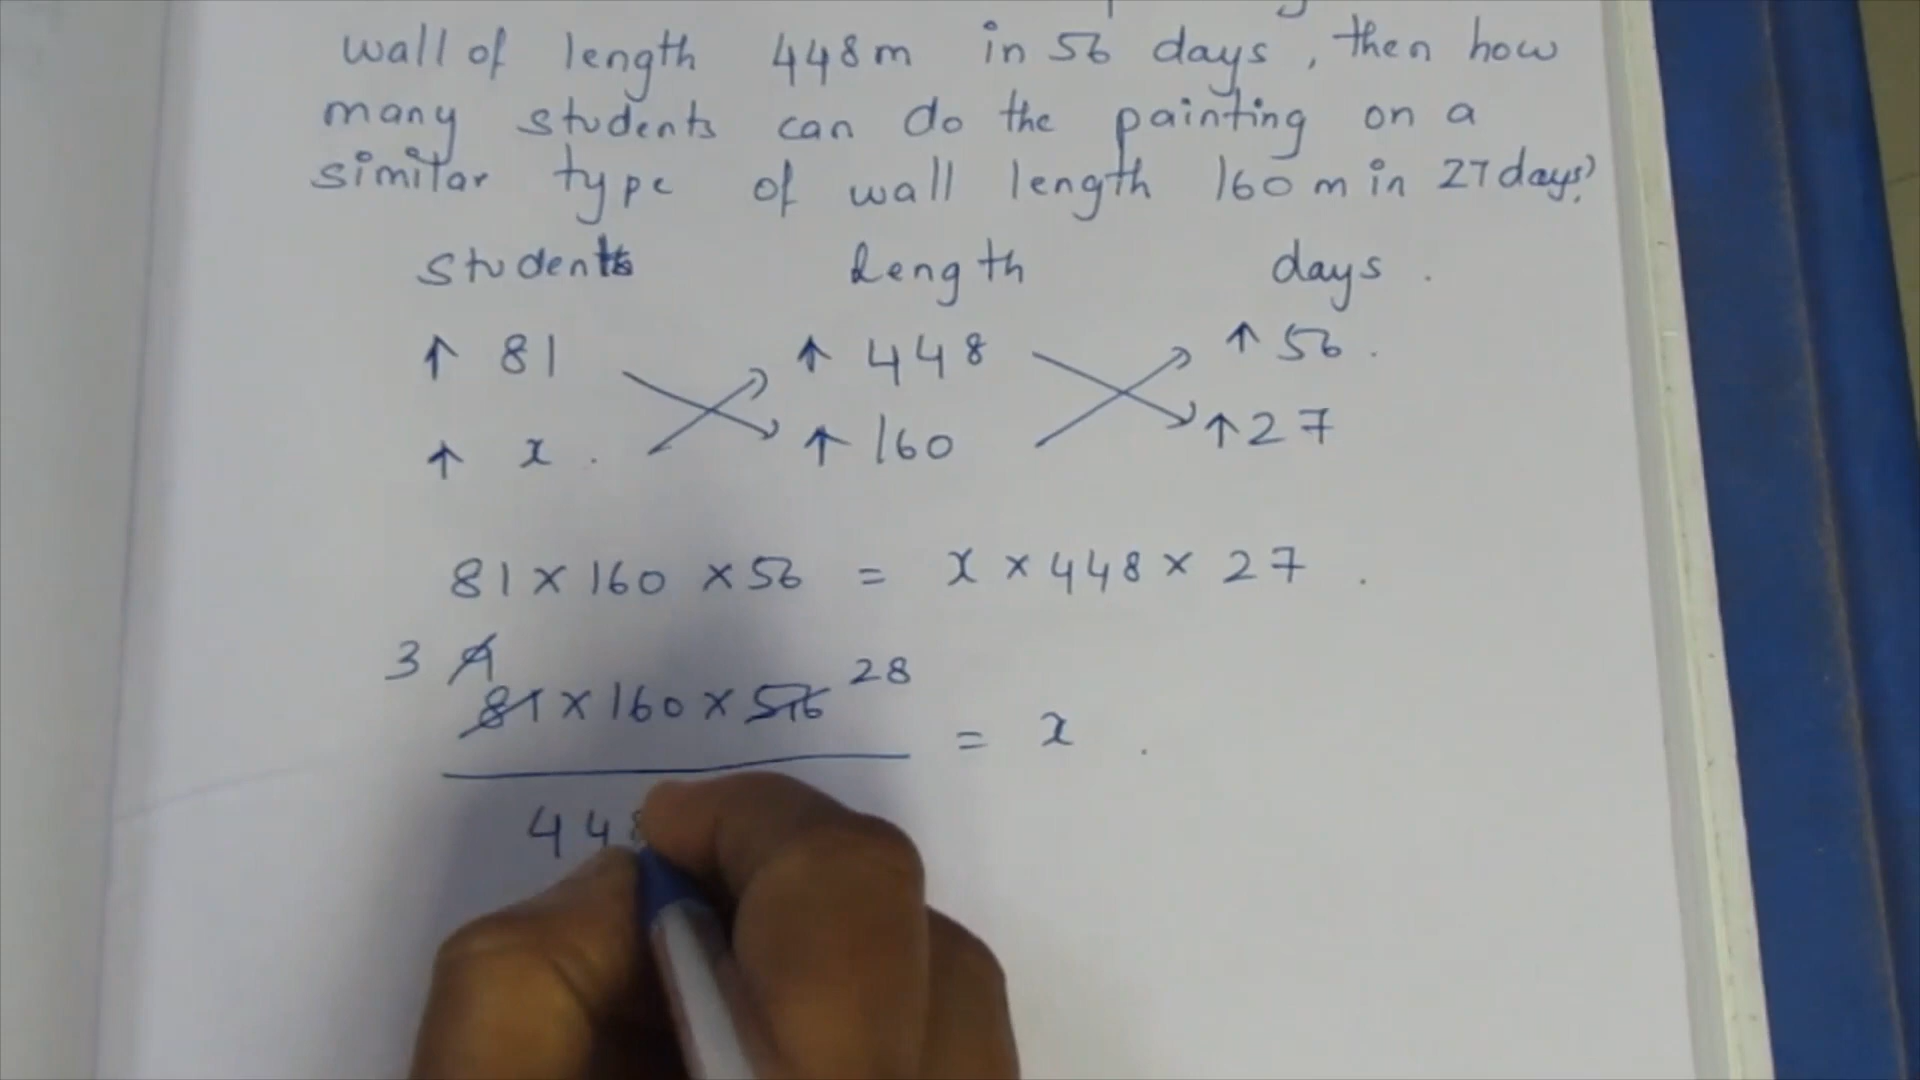 wall of length 448m in 56 days, then how
many students can do the painting on a
similar type of wall length 160 m in 27 days?
students length days.
↑ 81 ↑ 448 ↑ 56.
↑ x. ↑ 160 ↑ 27
81 × 160 × 56 = x × 448 × 27.
3 9 28
81 × 160 × 56 = x.
448